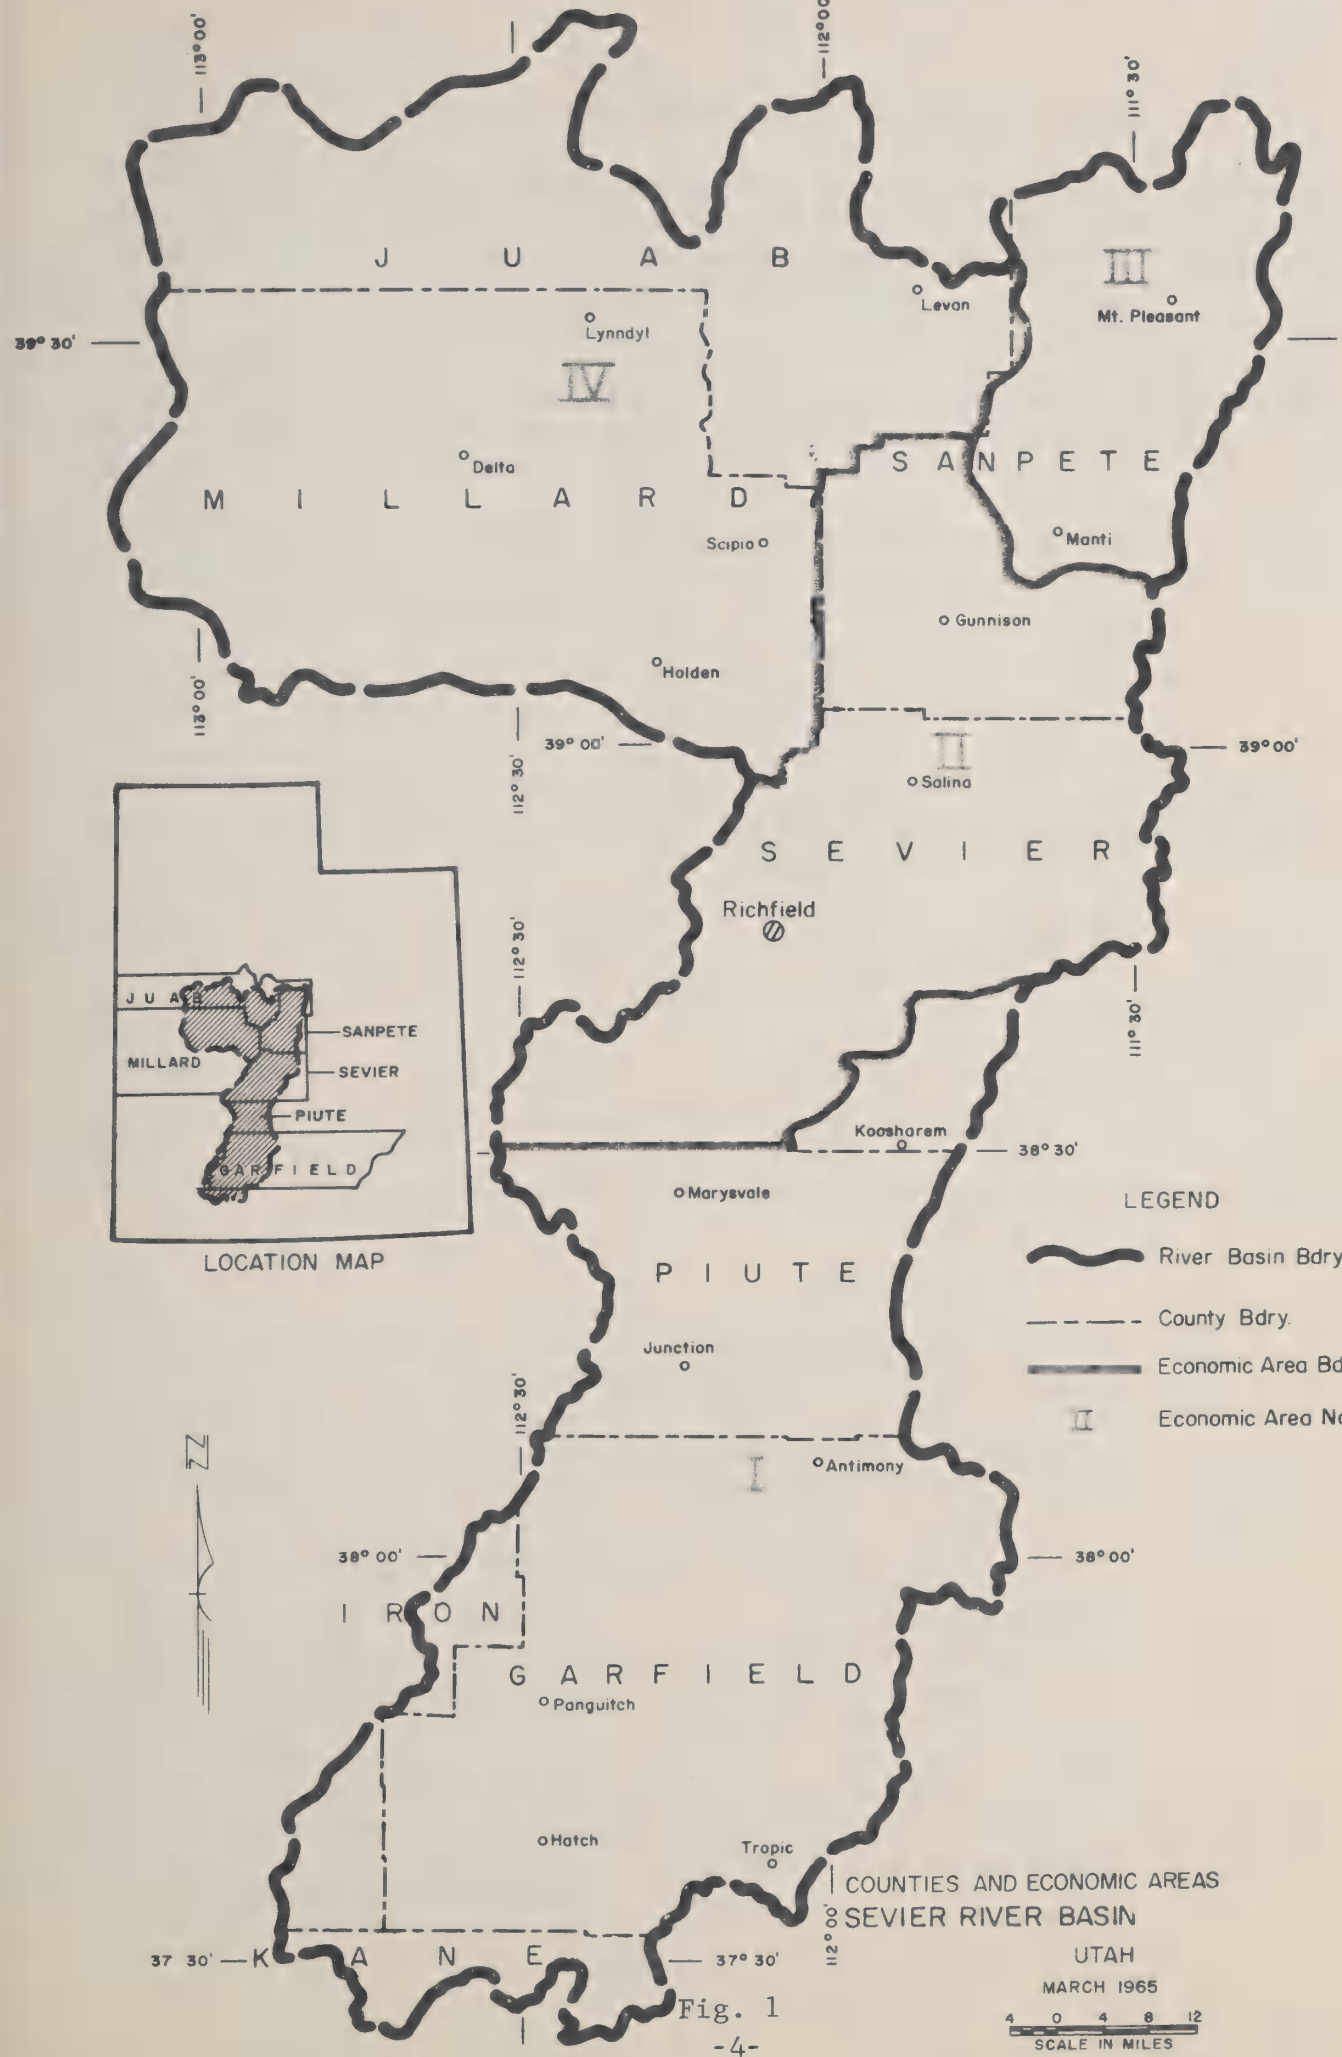 113° 00'
112° 00'
111° 30'
J U A B
III
Levan
Mt. Pleasant
Lynndyl
39° 30'
IV
Delta
SANPETE
M I L L A R D
Scipio
Manti
Gunnison
Holden
113° 00'
112° 30'
39° 00'
39° 00'
II
Salina
S E V I E R
Richfield
112° 30'
111° 30'
JUAB
SANPETE
MILLARD
SEVIER
PIUTE
GARFIELD
LOCATION MAP
Koosharem
38° 30'
Marysvale
LEGEND
River Basin Bdry
P I U T E
County Bdry.
Junction
Economic Area Bd
112° 30'
II Economic Area No
N
I
Antimony
38° 00'
38° 00'
I R O N
G A R F I E L D
Panguitch
Hatch
Tropic
COUNTIES AND ECONOMIC AREAS
SEVIER RIVER BASIN
112° 00'
37 30'
K A N E
37° 30'
UTAH
MARCH 1965
Fig. 1
4 0 4 8 12
SCALE IN MILES
-4-